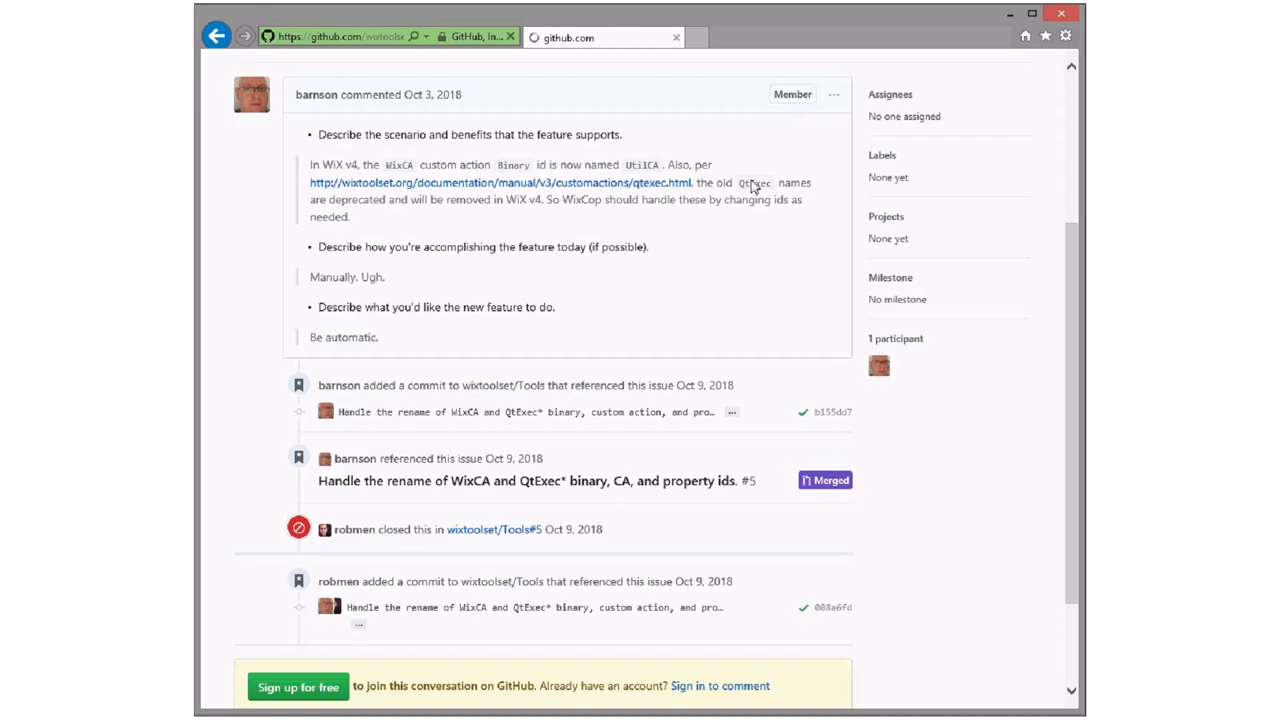 https://github.com/wixtoolse
GitHub, In...
github.com
barnson commented Oct 3, 2018
Member
...
• Describe the scenario and benefits that the feature supports.
In WiX v4, the WixCA custom action Binary id is now named UtilCA. Also, per
http://wixtoolset.org/documentation/manual/v3/customactions/qtexec.html, the old QtExec names
are deprecated and will be removed in WiX v4. So WixCop should handle these by changing ids as
needed.
• Describe how you're accomplishing the feature today (if possible).
Manually. Ugh.
• Describe what you'd like the new feature to do.
Be automatic.
Assignees
No one assigned
Labels
None yet
Projects
None yet
Milestone
No milestone
1 participant
barnson added a commit to wixtoolset/Tools that referenced this issue Oct 9, 2018
Handle the rename of WixCA and QtExec* binary, custom action, and pro… ...
b155dd7
barnson referenced this issue Oct 9, 2018
Handle the rename of WixCA and QtExec* binary, CA, and property ids. #5
Merged
robmen closed this in wixtoolset/Tools#5 Oct 9, 2018
robmen added a commit to wixtoolset/Tools that referenced this issue Oct 9, 2018
Handle the rename of WixCA and QtExec* binary, custom action, and pro…
008a6fd
...
Sign up for free to join this conversation on GitHub. Already have an account? Sign in to comment